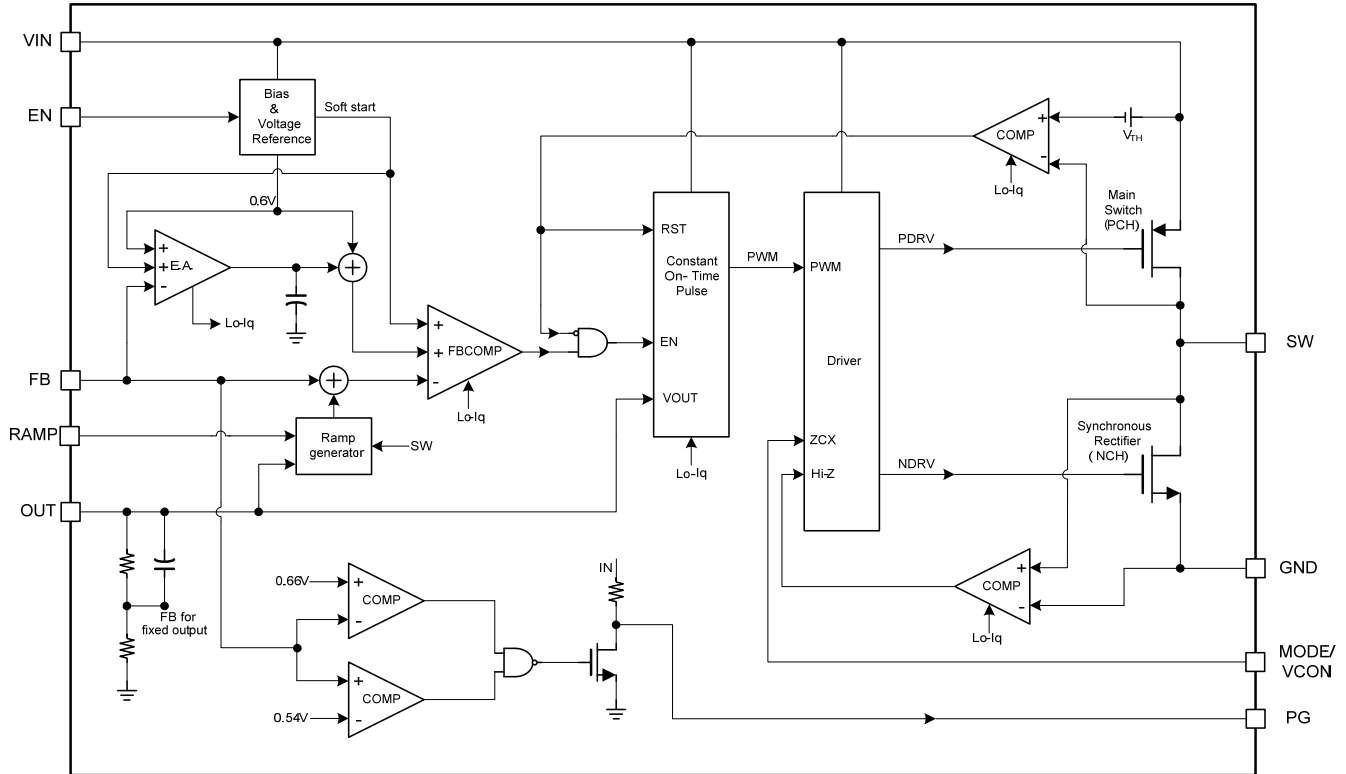 VIN
EN
Bias
&
Voltage
Reference
Soft start
0.6V
+
+
-
E.A.
Lo-Iq
+
FB
+
RAMP
Ramp
generator
SW
OUT
FB for
fixed output
+
+
-
FBCOMP
Lo-Iq
RST
Constant
On- Time
Pulse
EN
VOUT
Lo-Iq
PWM
PWM
Driver
ZCX
Hi-Z
PDRV
NDRV
COMP
+
-
Lo-Iq
VTH
Main
Switch
(PCH)
SW
Synchronous
Rectifier
( NCH)
COMP
+
-
Lo-Iq
GND
MODE/
VCON
PG
0.66V
+
-
COMP
+
-
COMP
0.54V
IN